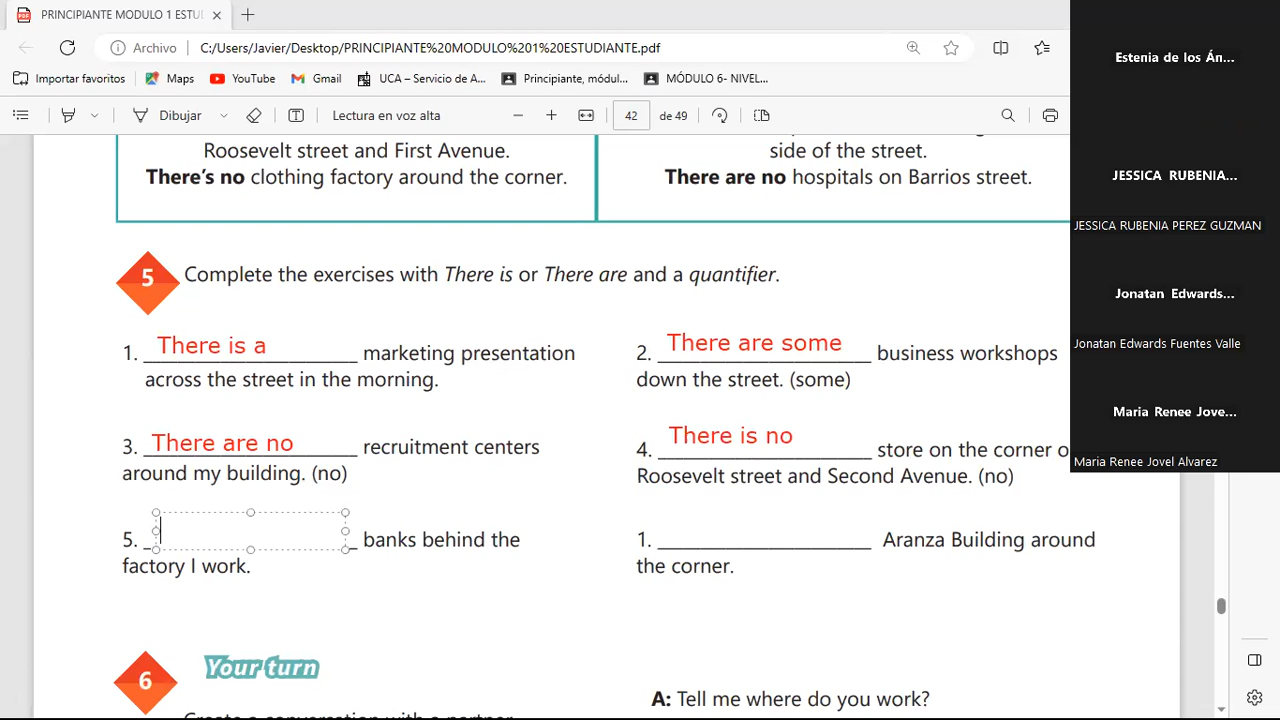 PRINCIPIANTE MODULO 1 ESTU
Archivo
C:/Users/Javier/Desktop/PRINCIPIANTE%20MODULO%201%20ESTUDIANTE.pdf
Importar favoritos
Maps
YouTube
Gmail
UCA – Servicio de A...
Principiante, módul...
MÓDULO 6- NIVEL...
Dibujar
Lectura en voz alta
42
de 49
Roosevelt street and First Avenue.
There's no clothing factory around the corner.
side of the street.
There are no hospitals on Barrios street.
5
Complete the exercises with There is or There are and a quantifier.
1. There is a marketing presentation
across the street in the morning.
2. There are some business workshops
down the street. (some)
3. There are no recruitment centers
around my building. (no)
4. There is no store on the corner o
Roosevelt street and Second Avenue. (no)
5. ____________________ banks behind the
factory I work.
1. ____________________ Aranza Building around
the corner.
6
Your turn
Create a conversation with a partner
A: Tell me where do you work?
Estenia de los Án...
JESSICA RUBENIA...
JESSICA RUBENIA PEREZ GUZMAN
Jonatan Edwards...
Jonatan Edwards Fuentes Valle
Maria Renee Jove...
Maria Renee Jovel Alvarez